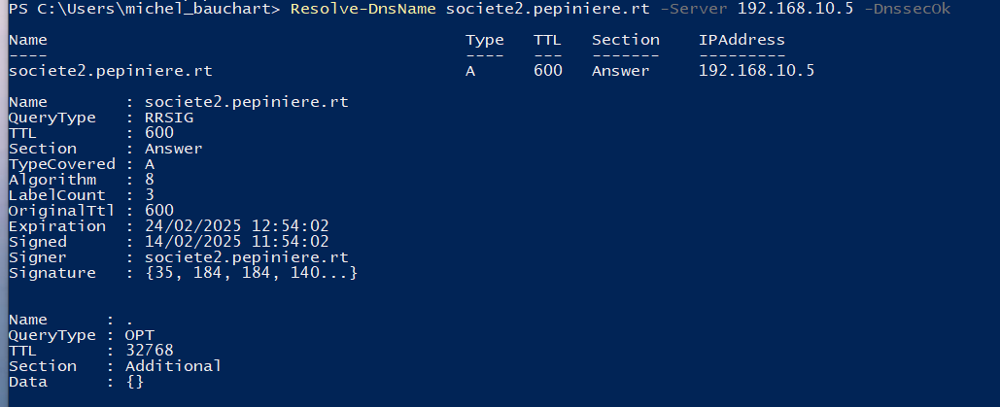 PS C:\Users\michel_bauchart> Resolve-DnsName societe2.pepiniere.rt -Server 192.168.10.5 -DnssecOk
Name Type TTL Section IPAddress
---- ---- --- ------- ---------
societe2.pepiniere.rt A 600 Answer 192.168.10.5
Name : societe2.pepiniere.rt
QueryType : RRSIG
TTL : 600
Section : Answer
TypeCovered : A
Algorithm : 8
LabelCount : 3
OriginalTtl : 600
Expiration : 24/02/2025 12:54:02
Signed : 14/02/2025 11:54:02
Signer : societe2.pepiniere.rt
Signature : {35, 184, 184, 140...}
Name : .
QueryType : OPT
TTL : 32768
Section : Additional
Data : {}